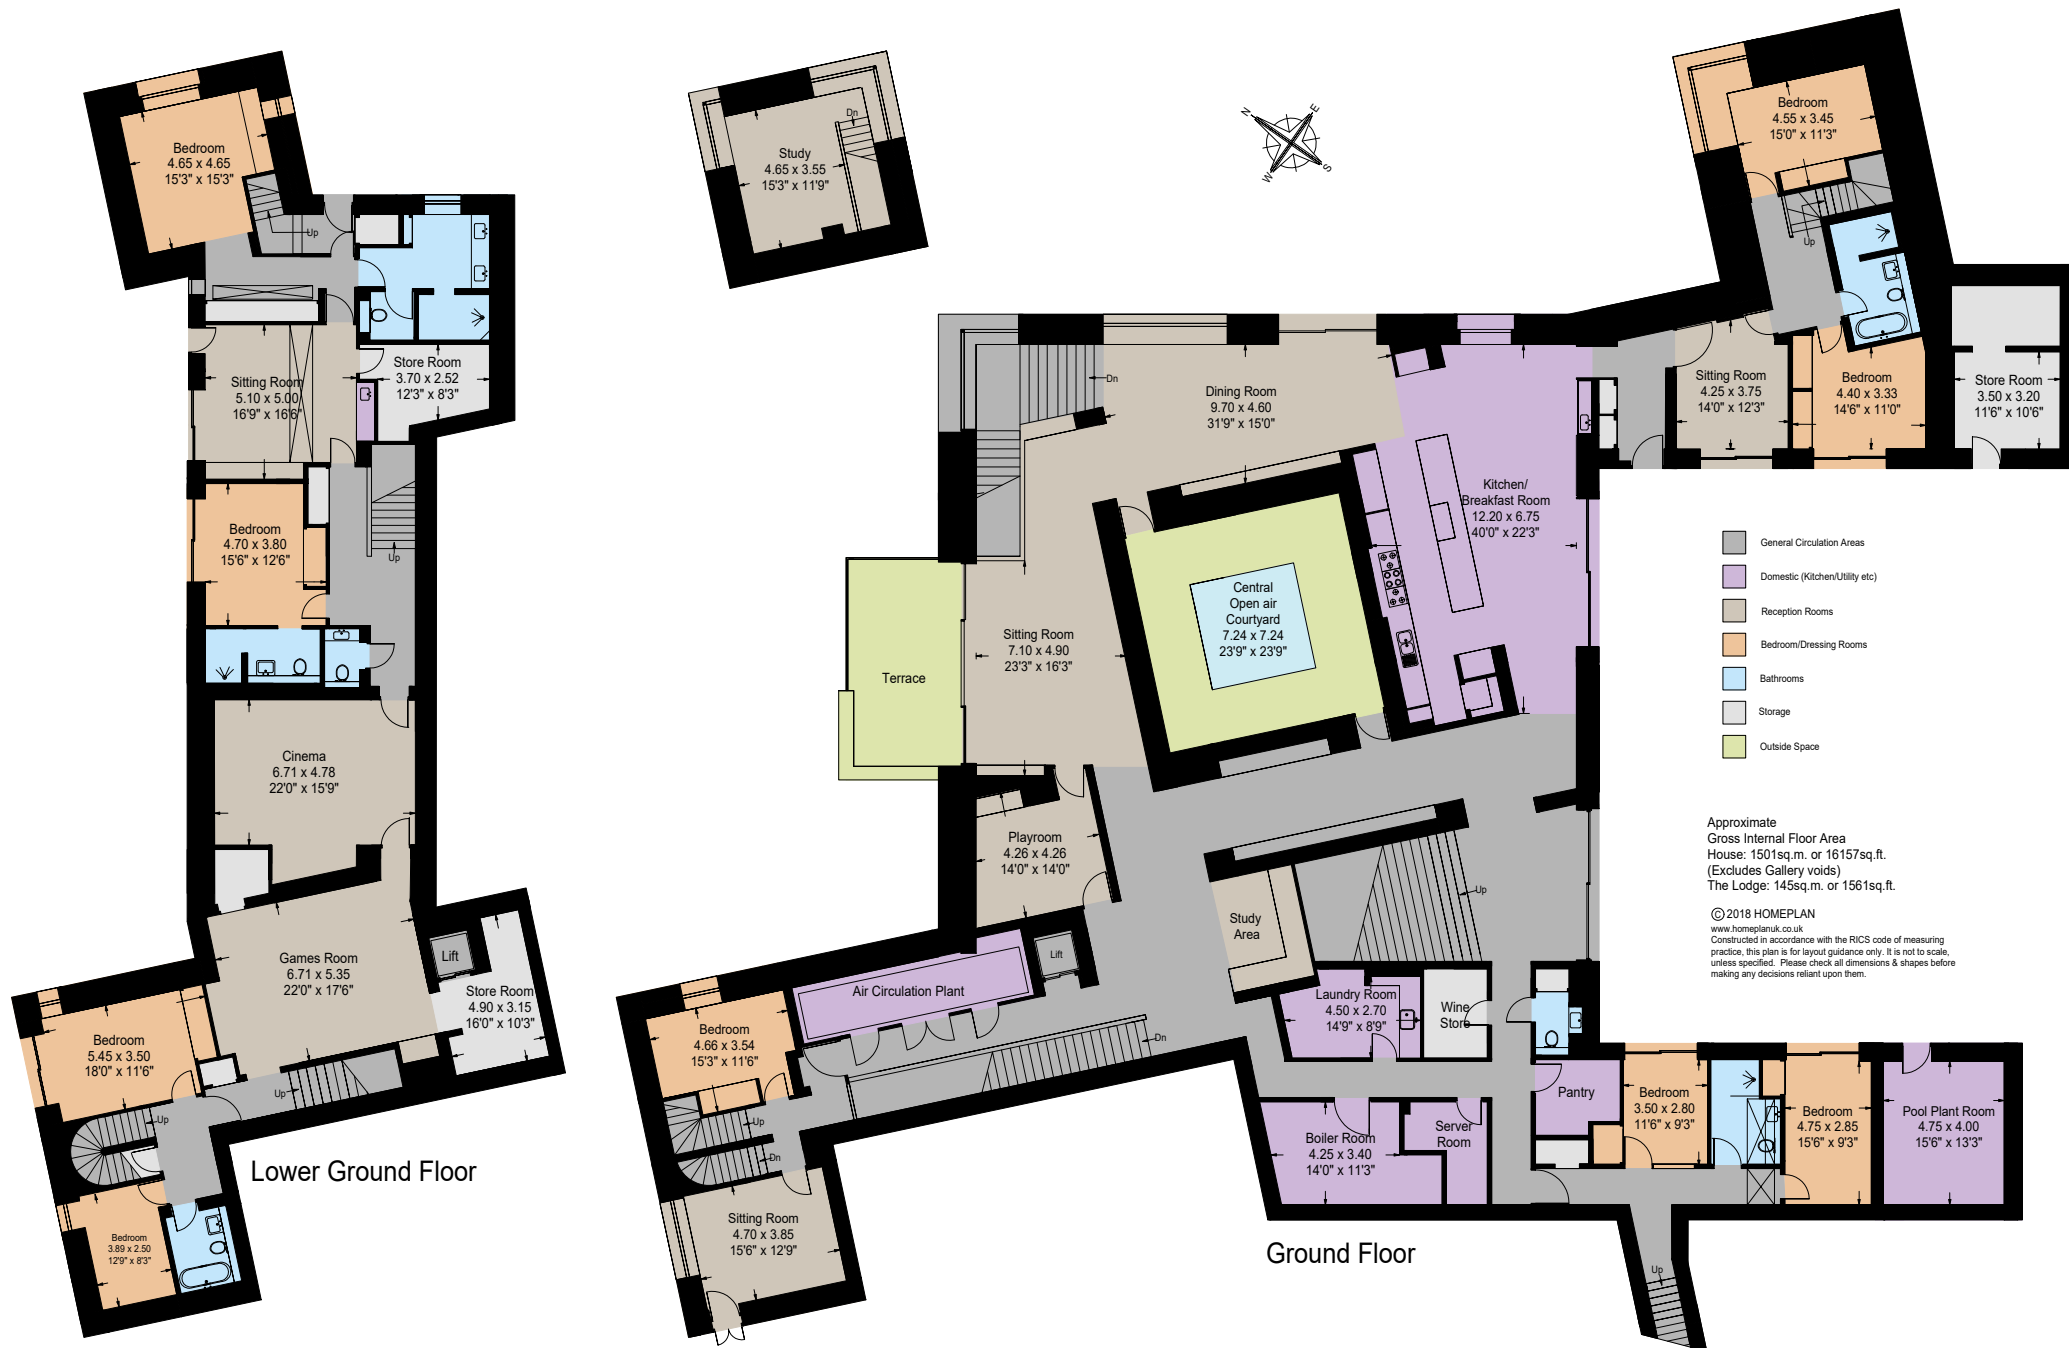 Bedroom
4.65 x 4.65
15'3" x 15'3"
Up
Sitting Room
5.10 x 5.00
16'9" x 16'6"
Store Room
3.70 x 2.52
12'3" x 8'3"
Bedroom
4.70 x 3.80
15'6" x 12'6"
Up
Cinema
6.71 x 4.78
22'0" x 15'9"
Games Room
6.71 x 5.35
22'0" x 17'6"
Lift
Store Room
4.90 x 3.15
16'0" x 10'3"
Bedroom
5.45 x 3.50
18'0" x 11'6"
Up
Up
Bedroom
3.89 x 2.50
12'9" x 8'3"
Lower Ground Floor
Study
4.65 x 3.55
15'3" x 11'9"
Dn
N
E
S
W
Bedroom
4.55 x 3.45
15'0" x 11'3"
Up
Sitting Room
4.25 x 3.75
14'0" x 12'3"
Bedroom
4.40 x 3.33
14'6" x 11'0"
Store Room
3.50 x 3.20
11'6" x 10'6"
Dn
Dining Room
9.70 x 4.60
31'9" x 15'0"
Kitchen/
Breakfast Room
12.20 x 6.75
40'0" x 22'3"
Central
Open air
Courtyard
7.24 x 7.24
23'9" x 23'9"
Sitting Room
7.10 x 4.90
23'3" x 16'3"
Terrace
Playroom
4.26 x 4.26
14'0" x 14'0"
Study
Area
Up
Lift
Air Circulation Plant
Laundry Room
4.50 x 2.70
14'9" x 8'9"
Wine
Store
Bedroom
4.66 x 3.54
15'3" x 11'6"
Dn
Up
Dn
Sitting Room
4.70 x 3.85
15'6" x 12'9"
Boiler Room
4.25 x 3.40
14'0" x 11'3"
Server
Room
Pantry
Bedroom
3.50 x 2.80
11'6" x 9'3"
Bedroom
4.75 x 2.85
15'6" x 9'3"
Pool Plant Room
4.75 x 4.00
15'6" x 13'3"
Up
Ground Floor
General Circulation Areas
Domestic (Kitchen/Utility etc)
Reception Rooms
Bedroom/Dressing Rooms
Bathrooms
Storage
Outside Space
Approximate
Gross Internal Floor Area
House: 1501sq.m. or 16157sq.ft.
(Excludes Gallery voids)
The Lodge: 145sq.m. or 1561sq.ft.
© 2018 HOMEPLAN
www.homeplanuk.co.uk
Constructed in accordance with the RICS code of measuring
practice, this plan is for layout guidance only. It is not to scale,
unless specified. Please check all dimensions & shapes before
making any decisions reliant upon them.